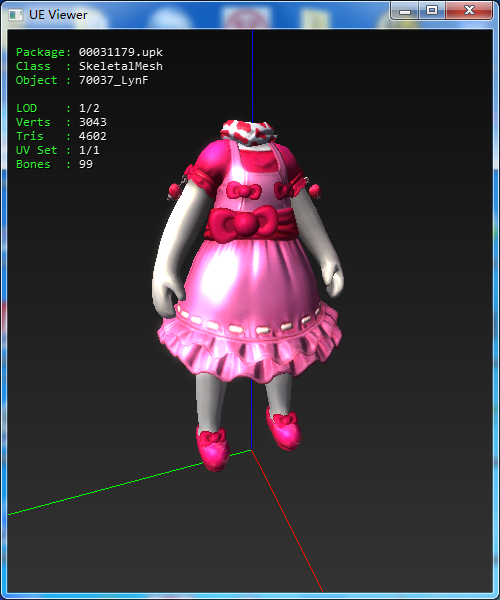 UE Viewer
Package: 00031179.upk
Class : SkeletalMesh
Object : 70037_LynF
LOD : 1/2
Verts : 3043
Tris : 4602
UV Set : 1/1
Bones : 99